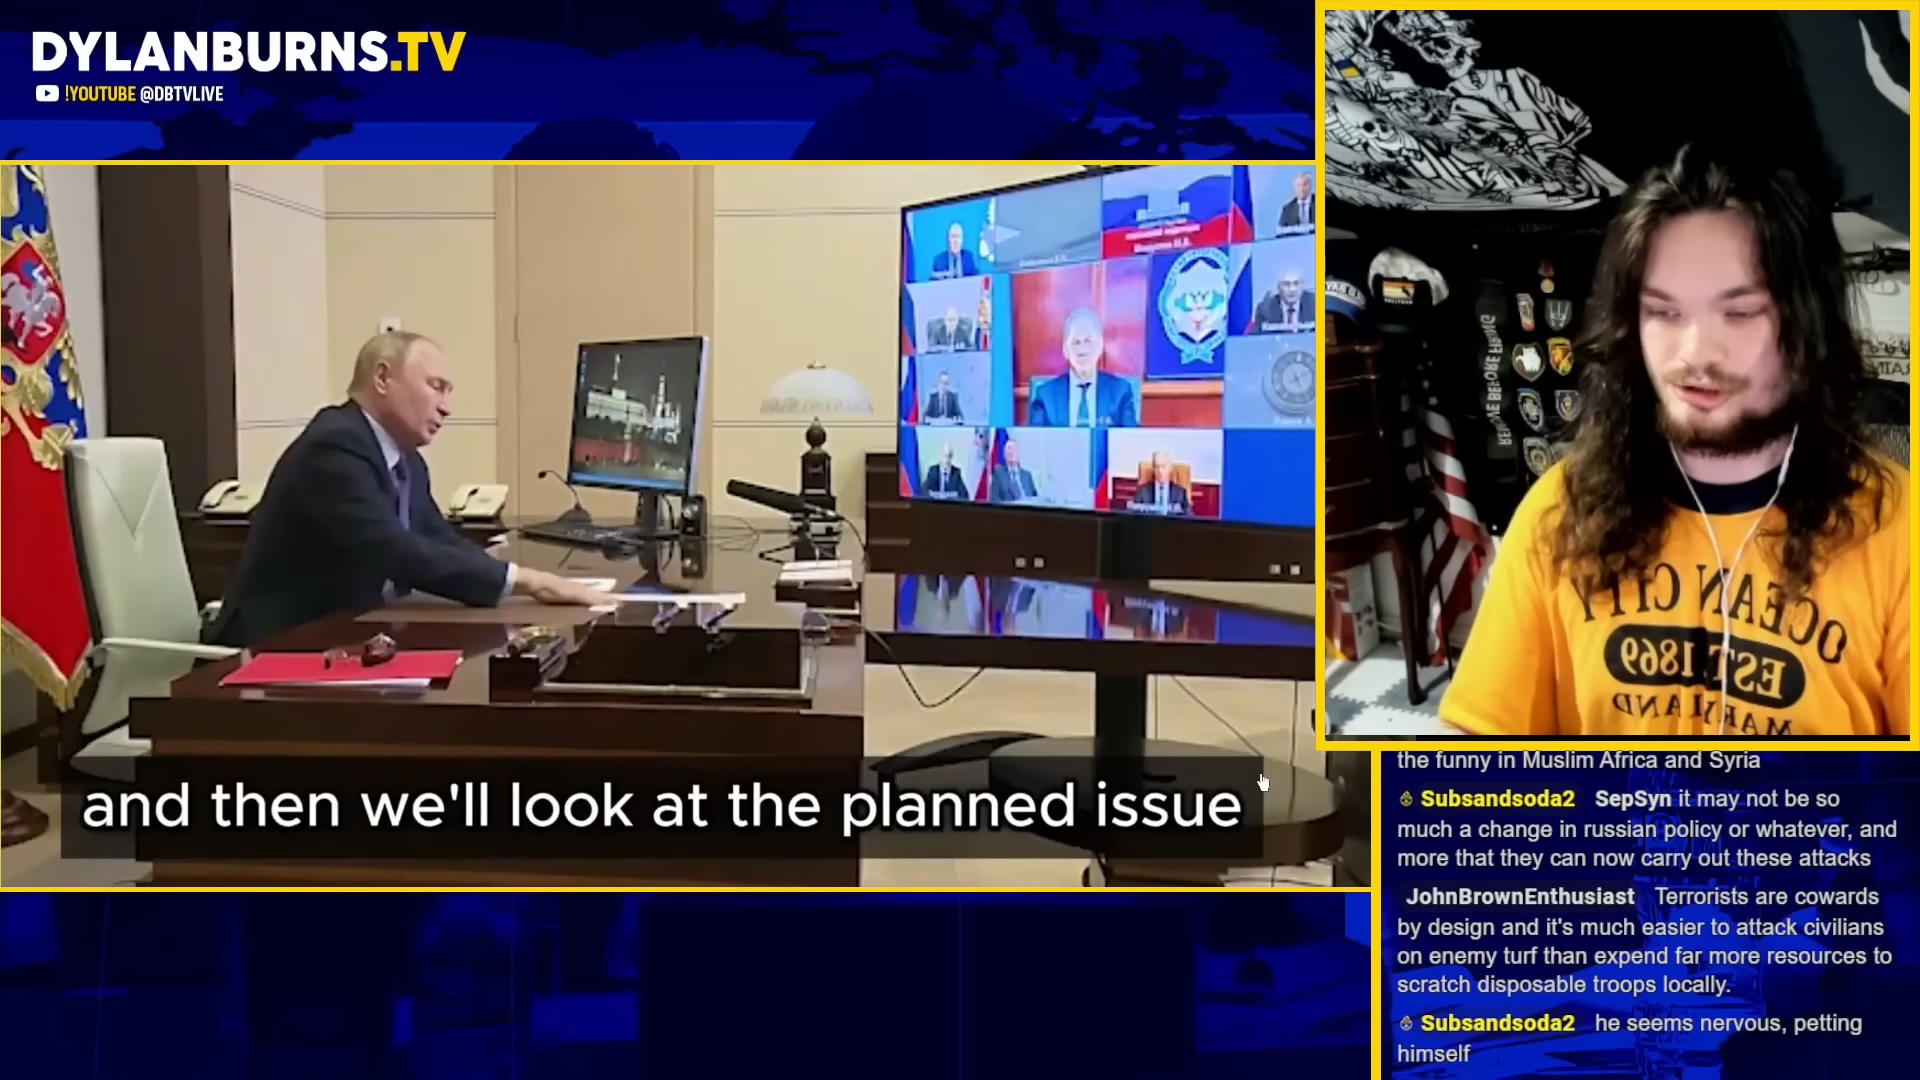 DYLANBURNS.TV
!YOUTUBE @DBTVLIVE
and then we'll look at the planned issue
OCEAN CITY
EST. 1869
MARYLAND
the funny in Muslim Africa and Syria
Subsandsoda2 SepSyn it may not be so
much a change in russian policy or whatever, and
more that they can now carry out these attacks
JohnBrownEnthusiast Terrorists are cowards
by design and it's much easier to attack civilians
on enemy turf than expend far more resources to
scratch disposable troops locally.
Subsandsoda2 he seems nervous, petting
himself